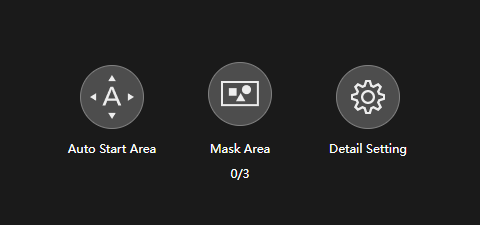 A
Auto Start Area
Mask Area
Detail Setting
0/3